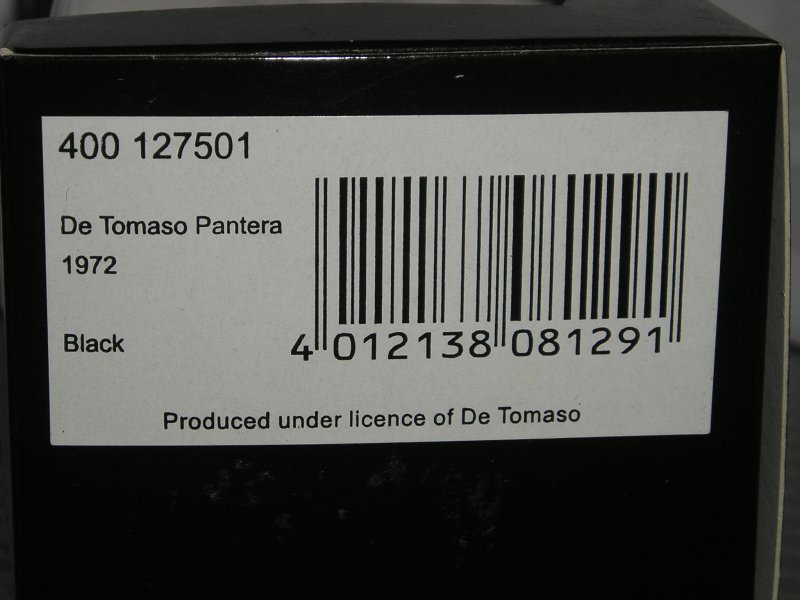 400 127501
De Tomaso Pantera
1972
Black
4 012138 081291
Produced under licence of De Tomaso